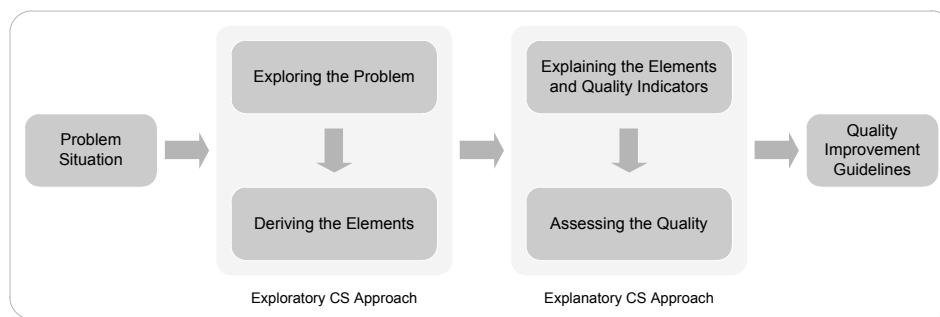 Problem
Situation
Exploring the Problem
Deriving the Elements
Exploratory CS Approach
Explaining the Elements
and Quality Indicators
Assessing the Quality
Explanatory CS Approach
Quality
Improvement
Guidelines